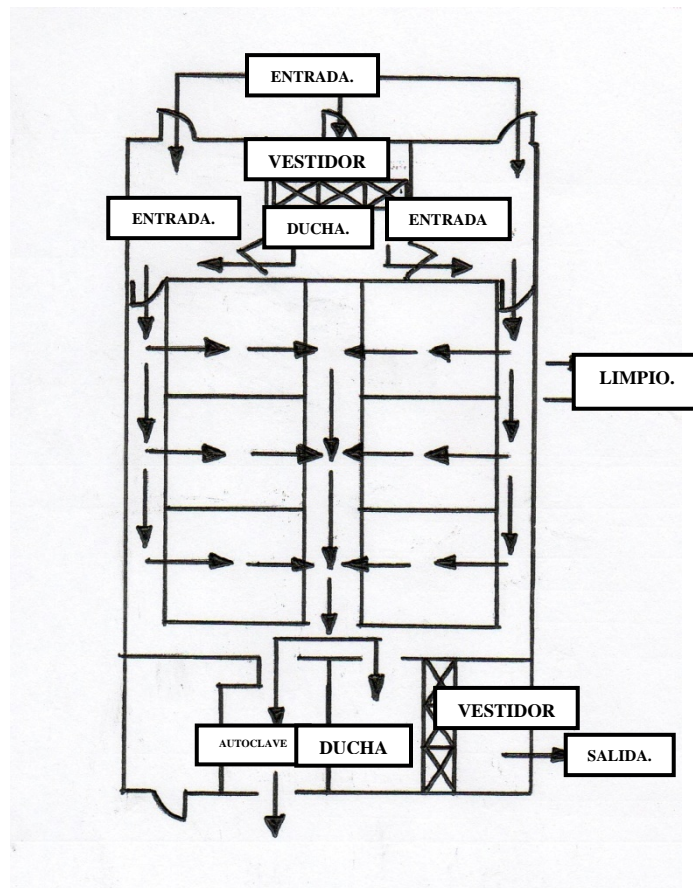 ENTRADA.
VESTIDOR
ENTRADA.
DUCHA.
ENTRADA
LIMPIO.
VESTIDOR
AUTOCLAVE
DUCHA
SALIDA.